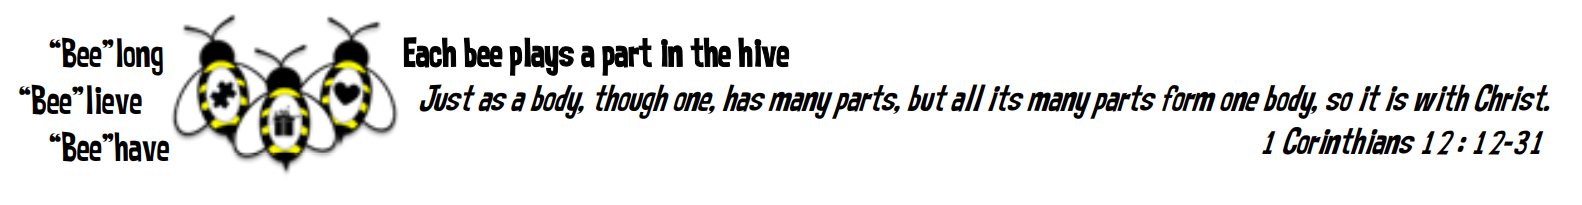 “Bee”long
“Bee”lieve
“Bee”have
Each bee plays a part in the hive
Just as a body, though one, has many parts, but all its many parts form one body, so it is with Christ.
1 Corinthians 12:12-31